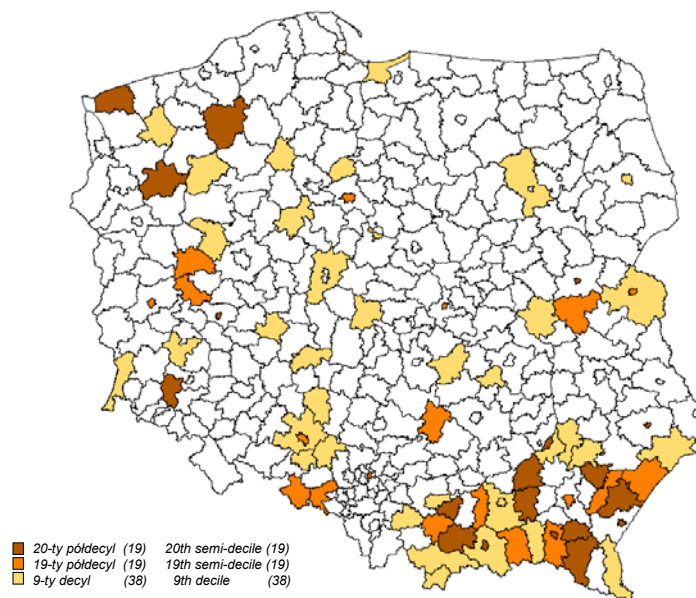 20-ty półdecyl (19) 20th semi-decile (19)
19-ty półdecyl (19) 19th semi-decile (19)
9-ty decyl (38) 9th decile (38)